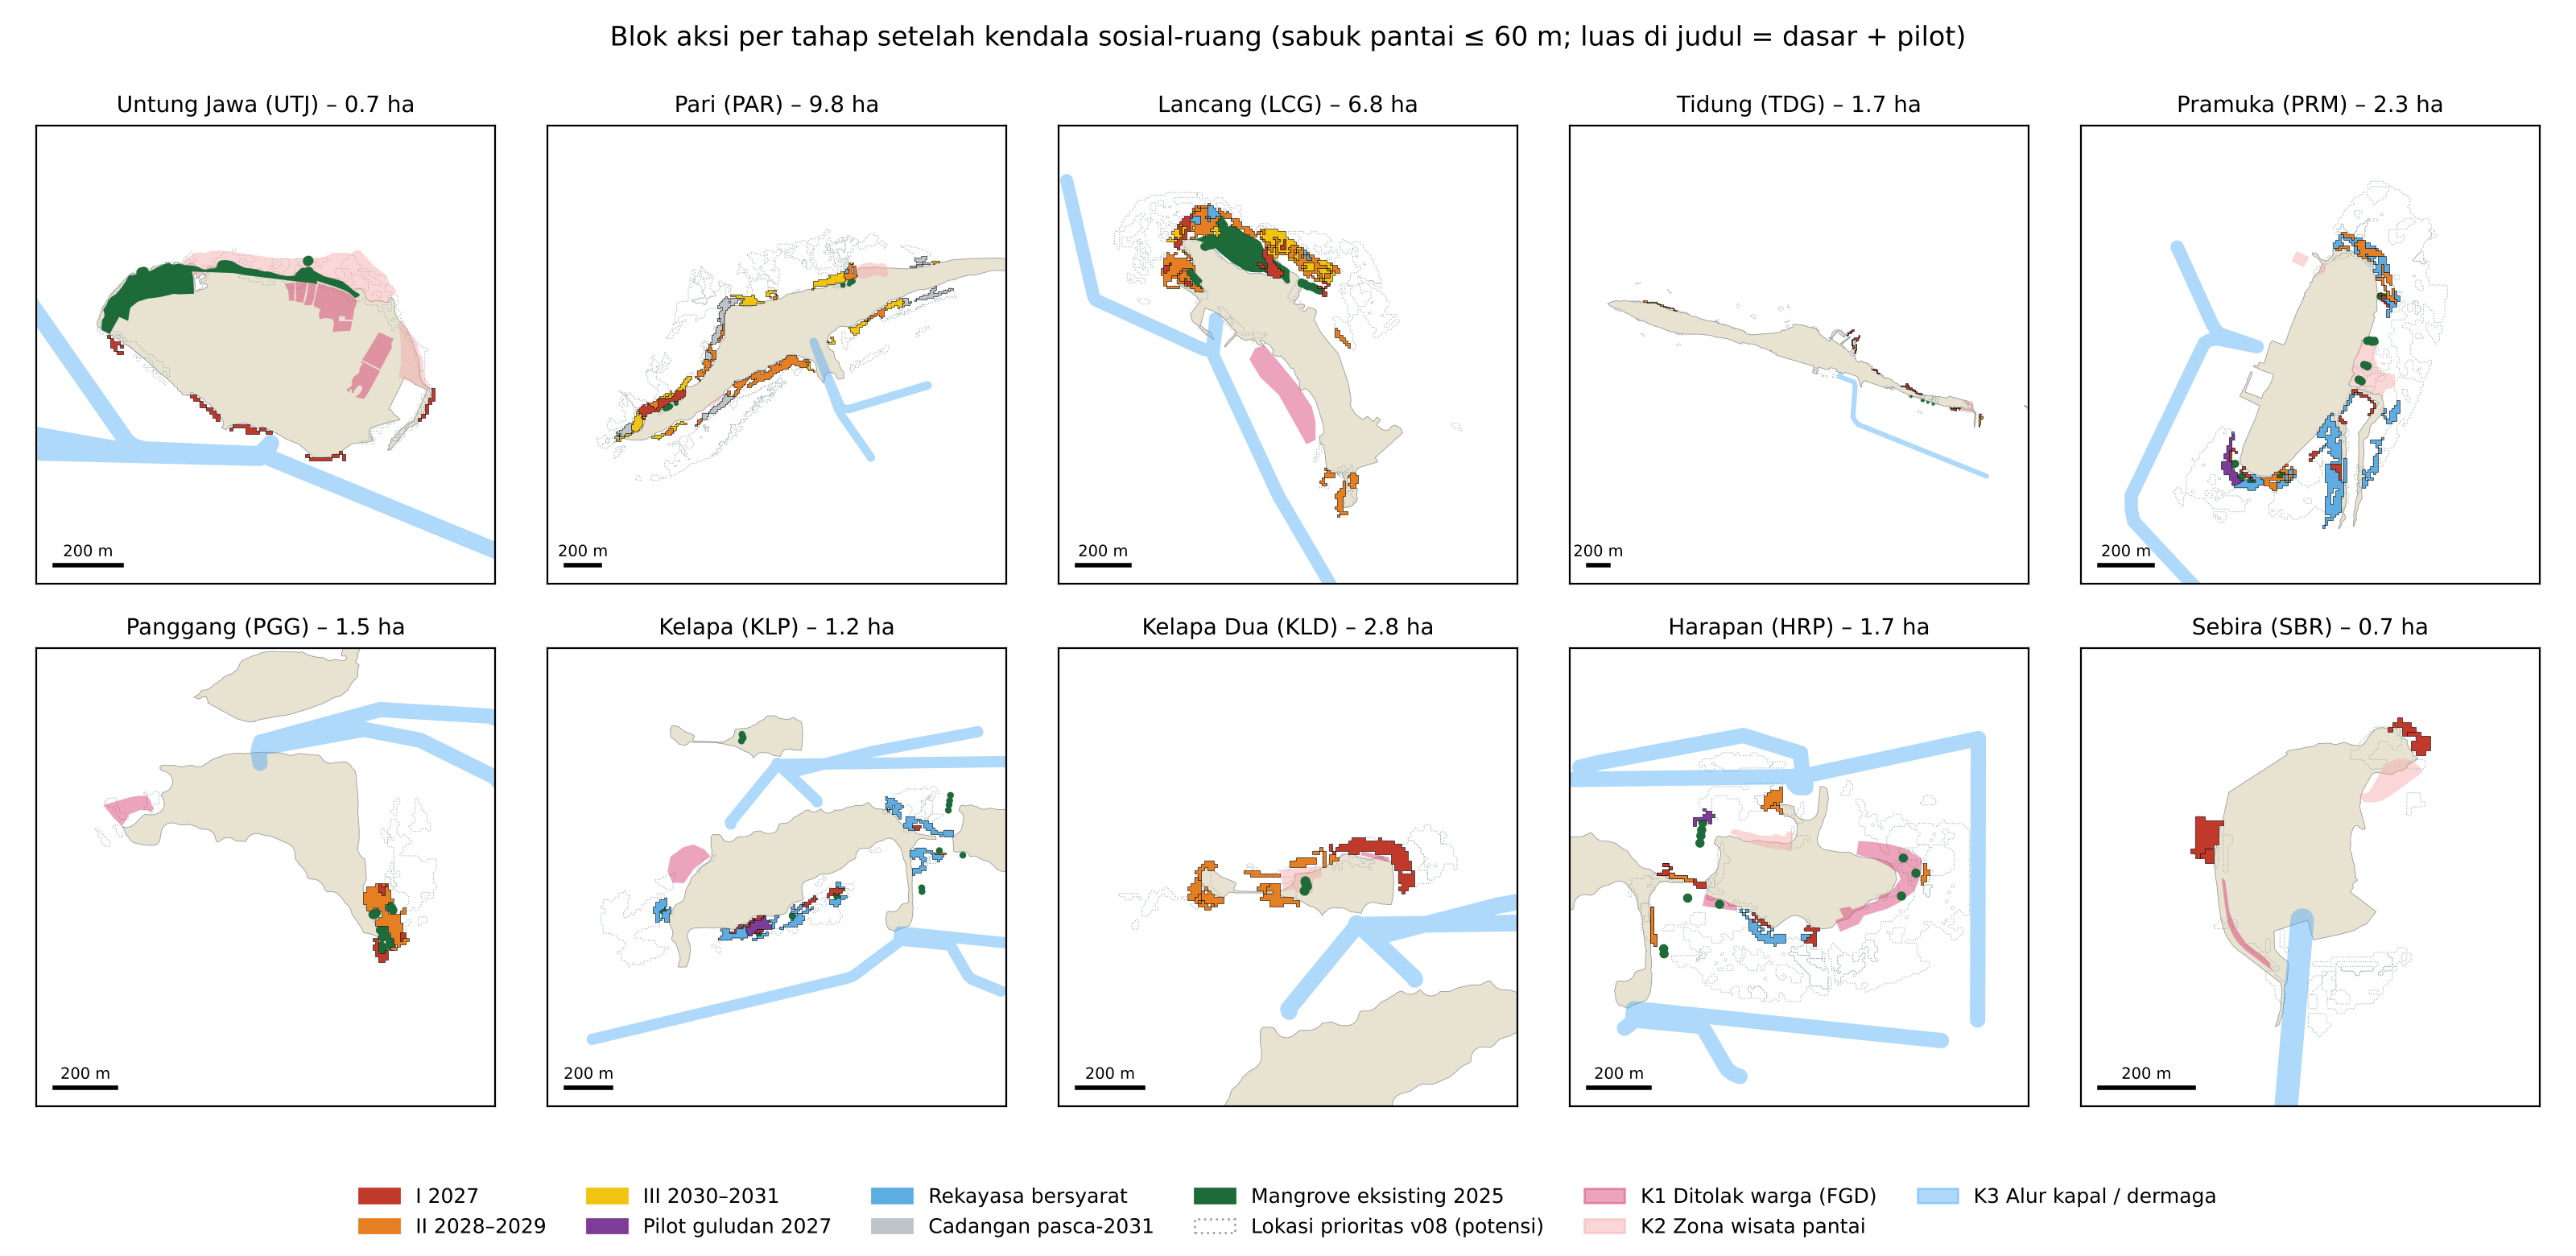 Blok aksi per tahap setelah kendala sosial-ruang (sabuk pantai ≤ 60 m; luas di judul = dasar + pilot)
Untung Jawa (UTJ) – 0.7 ha
Pari (PAR) – 9.8 ha
Lancang (LCG) – 6.8 ha
Tidung (TDG) – 1.7 ha
Pramuka (PRM) – 2.3 ha
200 m
200 m
200 m
200 m
200 m
Panggang (PGG) – 1.5 ha
Kelapa (KLP) – 1.2 ha
Kelapa Dua (KLD) – 2.8 ha
Harapan (HRP) – 1.7 ha
Sebira (SBR) – 0.7 ha
200 m
200 m
200 m
200 m
200 m
I 2027
II 2028–2029
III 2030–2031
Pilot guludan 2027
Rekayasa bersyarat
Cadangan pasca-2031
Mangrove eksisting 2025
Lokasi prioritas v08 (potensi)
K1 Ditolak warga (FGD)
K2 Zona wisata pantai
K3 Alur kapal / dermaga